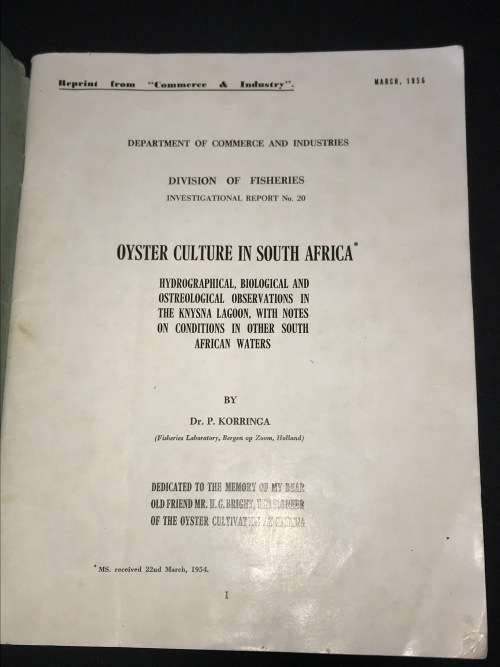 Reprint from "Commerce & Industry".
MARCH, 1956
DEPARTMENT OF COMMERCE AND INDUSTRIES
DIVISION OF FISHERIES
INVESTIGATIONAL REPORT No. 20
OYSTER CULTURE IN SOUTH AFRICA*
HYDROGRAPHICAL, BIOLOGICAL AND
OSTREOLOGICAL OBSERVATIONS IN
THE KNYSNA LAGOON, WITH NOTES
ON CONDITIONS IN OTHER SOUTH
AFRICAN WATERS
BY
Dr. P. KORRINGA
(Fisheries Laboratory, Bergen op Zoom, Holland)
DEDICATED TO THE MEMORY OF MY DEAR
OLD FRIEND MR. H. G. BRIGHT, PIONEER
OF THE OYSTER CULTIVATION
*MS. received 22nd March, 1954.
I